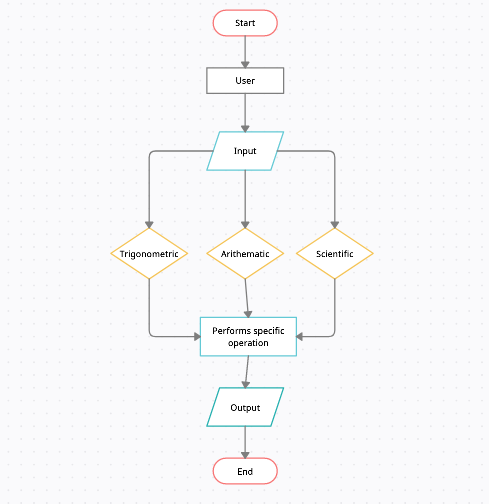 Start
User
Input
Trigonometric
Arithematic
Scientific
Performs specific
operation
Output
End